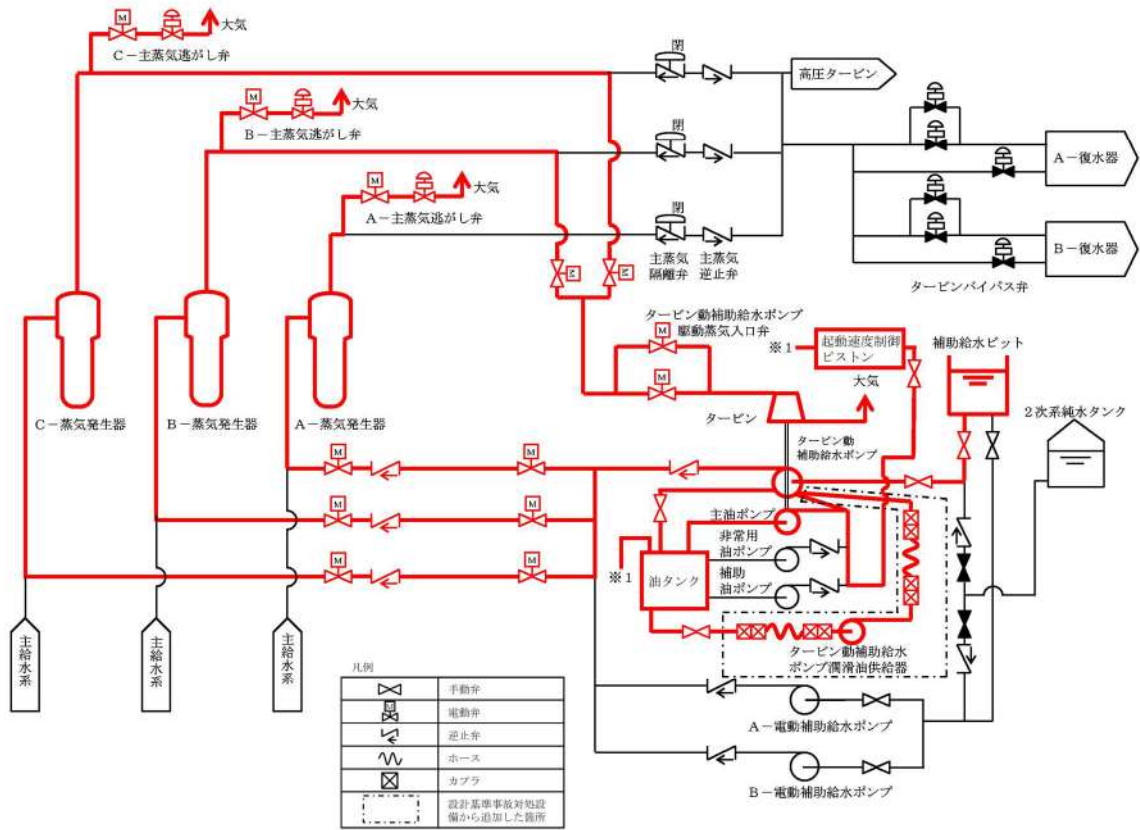 大気
C－主蒸気逃がし弁
閉
高圧タービン
大気
B－主蒸気逃がし弁
閉
A－復水器
大気
A－主蒸気逃がし弁
閉
主蒸気
隔離弁
主蒸気
逆止弁
B－復水器
タービンバイパス弁
タービン動補助給水ポンプ
駆動蒸気入口弁
※1
起動速度制御
ピストン
補助給水ピット
大気
2次系純水タンク
C－蒸気発生器
B－蒸気発生器
A－蒸気発生器
タービン
タービン動
補助給水ポンプ
主油ポンプ
非常用
油ポンプ
補助
油ポンプ
※1
油タンク
タービン動補助給水
ポンプ潤滑油供給器
主給水系
主給水系
主給水系
A－電動補助給水ポンプ
B－電動補助給水ポンプ
凡例
手動弁
M
電動弁
逆止弁
ホース
カプラ
設計基準事故対処設
備から追加した箇所